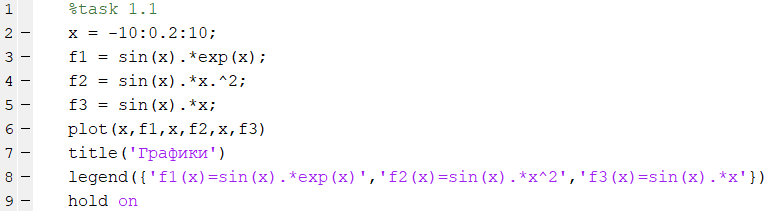 1 %task 1.1
2 – x = -10:0.2:10;
3 – f1 = sin(x).*exp(x);
4 – f2 = sin(x).*x.^2;
5 – f3 = sin(x).*x;
6 – plot(x,f1,x,f2,x,f3)
7 – title('Графики')
8 – legend({'f1(x)=sin(x).*exp(x)','f2(x)=sin(x).*x^2','f3(x)=sin(x).*x'})
9 – hold on